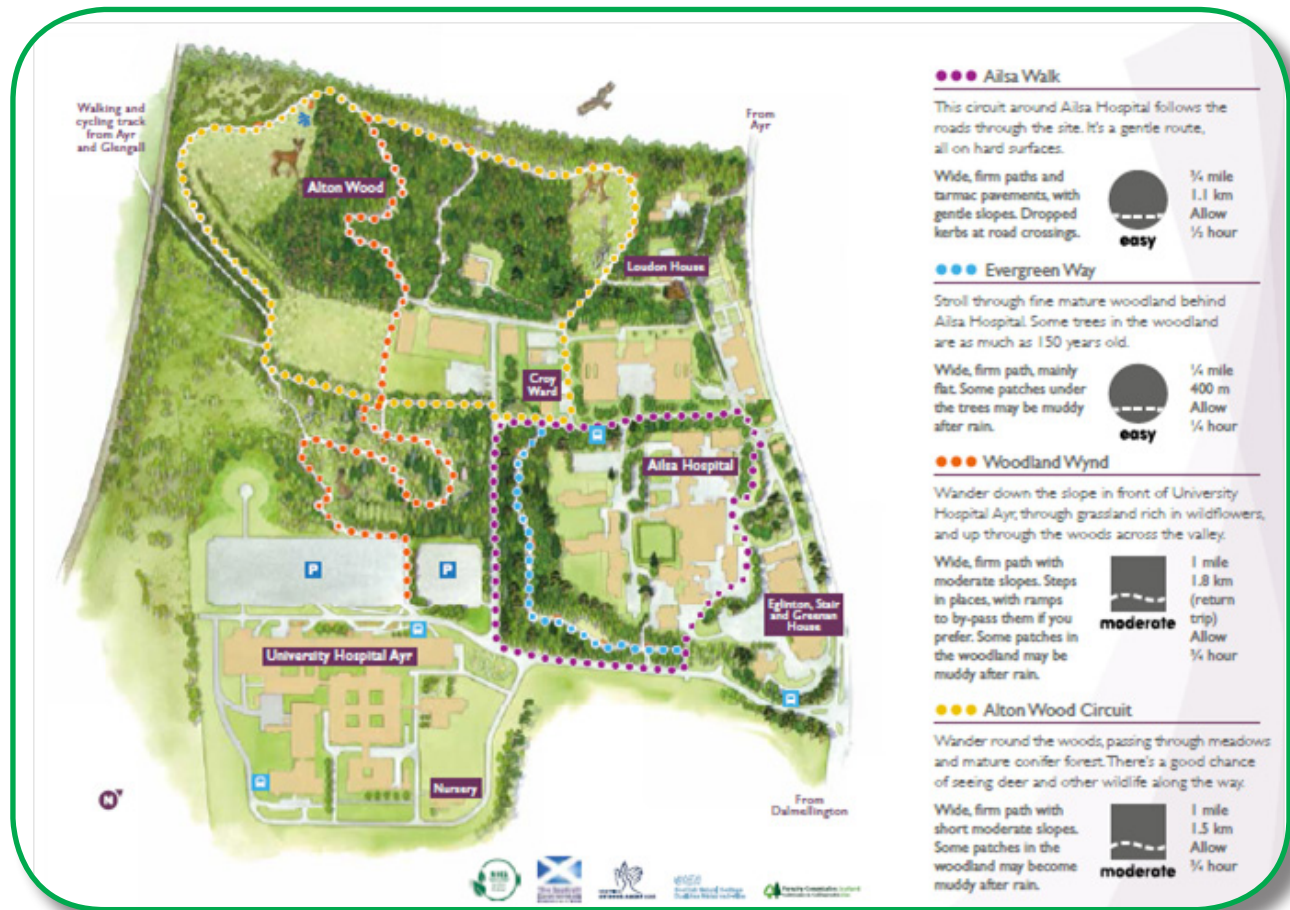 Walking and
cycling track
from Ayr
and Glengall
From
Ayr
Alton Wood
Loudon House
Croy
Ward
Ailsa Hospital
P
P
Eglinton, Stair
and Greenan
House
University Hospital Ayr
Nursery
N
From
Dalmellington
Ailsa Walk
This circuit around Ailsa Hospital follows the
roads through the site. It's a gentle route,
all on hard surfaces.
Wide, firm paths and
tarmac pavements, with
gentle slopes. Dropped
kerbs at road crossings.
easy
¾ mile
1.1 km
Allow
½ hour
Evergreen Way
Stroll through fine mature woodland behind
Ailsa Hospital. Some trees in the woodland
are as much as 150 years old.
Wide, firm path, mainly
flat. Some patches under
the trees may be muddy
after rain.
easy
¼ mile
400 m
Allow
¼ hour
Woodland Wynd
Wander down the slope in front of University
Hospital Ayr, through grassland rich in wildflowers,
and up through the woods across the valley.
Wide, firm path with
moderate slopes. Steps
in places, with ramps
to by-pass them if you
prefer. Some patches in
the woodland may be
muddy after rain.
moderate
1 mile
1.8 km
(return
trip)
Allow
¾ hour
Alton Wood Circuit
Wander round the woods, passing through meadows
and mature conifer forest. There's a good chance
of seeing deer and other wildlife along the way.
Wide, firm path with
short moderate slopes.
Some patches in the
woodland may become
muddy after rain.
moderate
1 mile
1.5 km
Allow
¾ hour